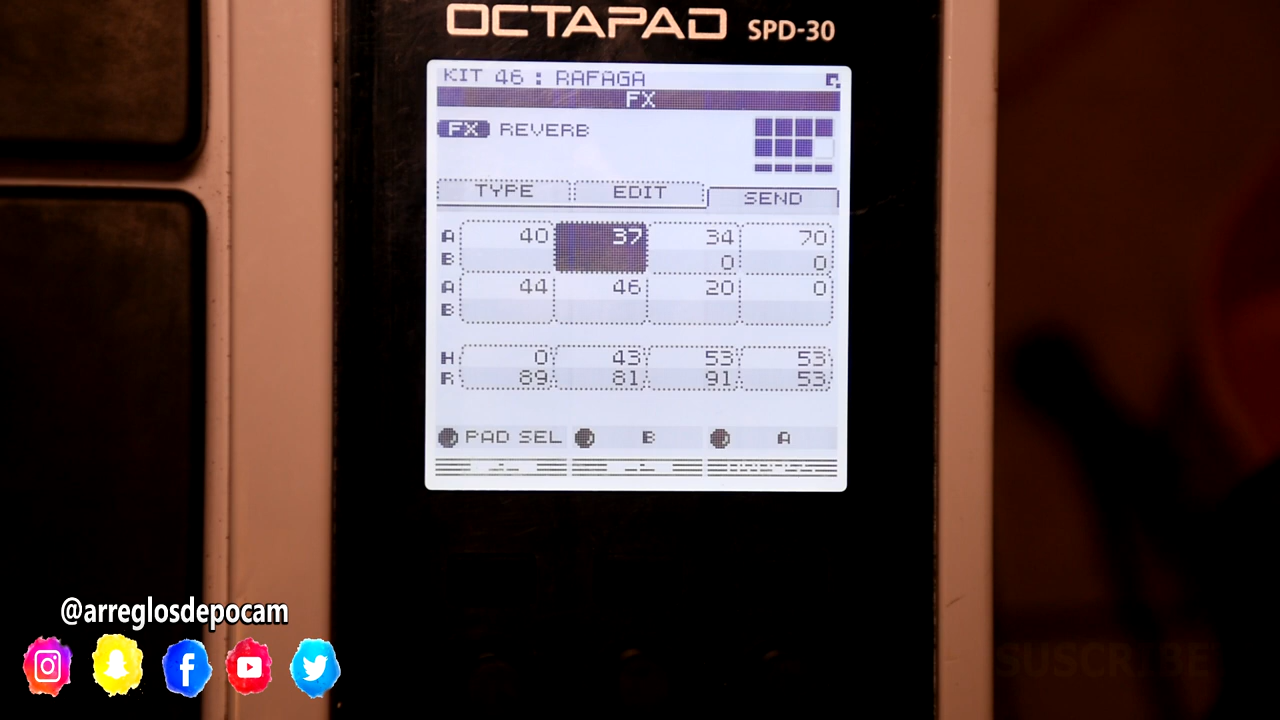 OCTAPAD SPD-30
KIT 46 : RAFAGA
FX
FX REVERB
TYPE EDIT SEND
A 40 37 34 70
B 0 0
A 44 46 20 0
B
H 0 43 53 53
R 89 81 91 53
PAD SEL B A
@arreglosdepocam
SUSCRIBE